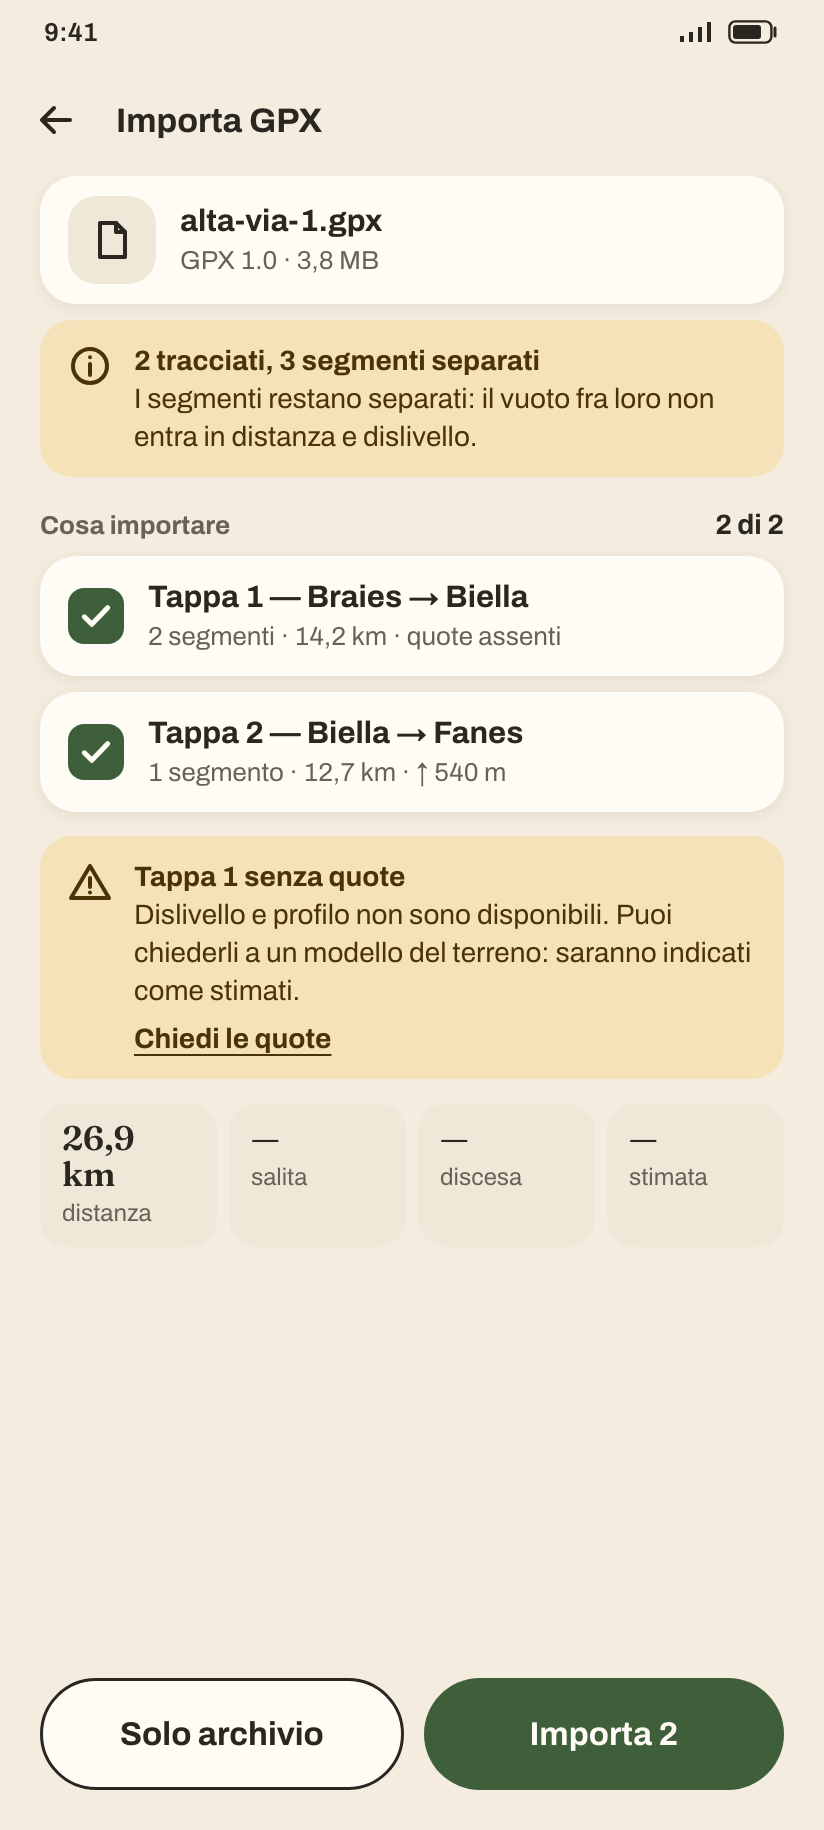 9:41
Importa GPX
alta-via-1.gpx
GPX 1.0 · 3,8 MB
2 tracciati, 3 segmenti separati
I segmenti restano separati: il vuoto fra loro non
entra in distanza e dislivello.
Cosa importare
2 di 2
Tappa 1 — Braies → Biella
2 segmenti · 14,2 km · quote assenti
Tappa 2 — Biella → Fanes
1 segmento · 12,7 km · ↑ 540 m
Tappa 1 senza quote
Dislivello e profilo non sono disponibili. Puoi
chiederli a un modello del terreno: saranno indicati
come stimati.
Chiedi le quote
26,9
km
distanza
—
salita
—
discesa
—
stimata
Solo archivio
Importa 2